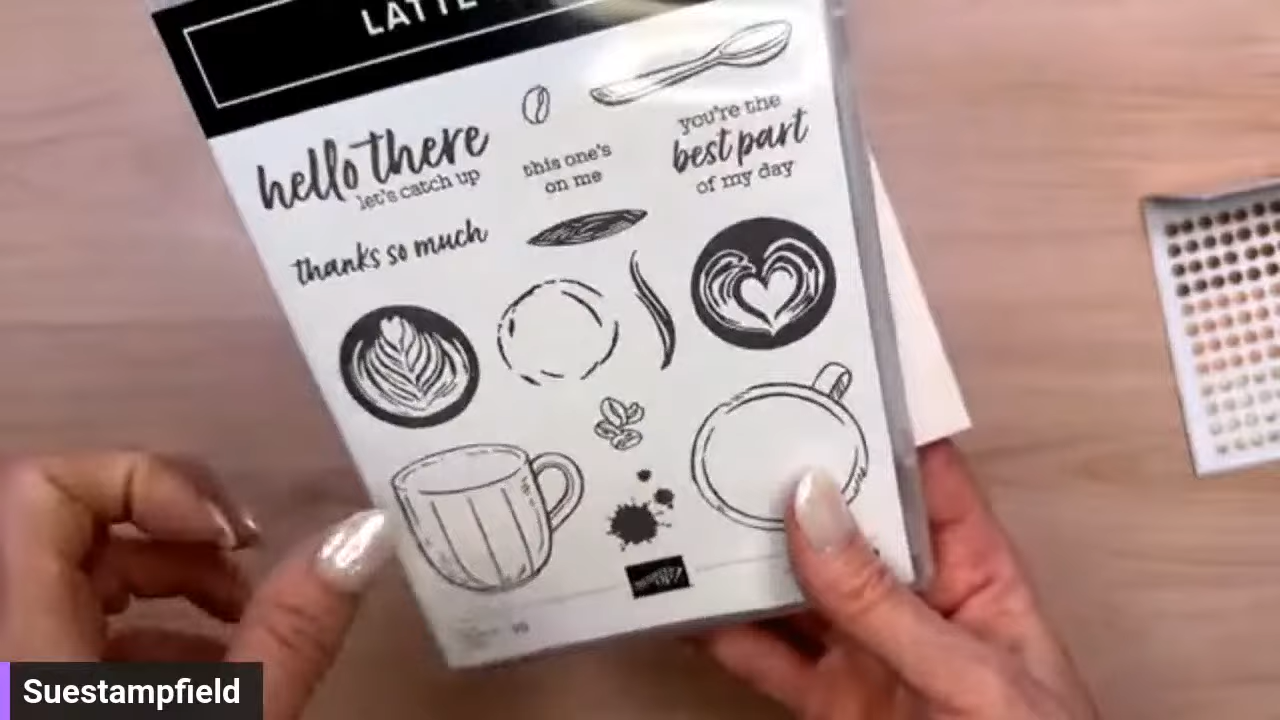 LATTE
hello there
let's catch up
this one's
on me
you're the
best part
of my day
thanks so much
Suestampfield